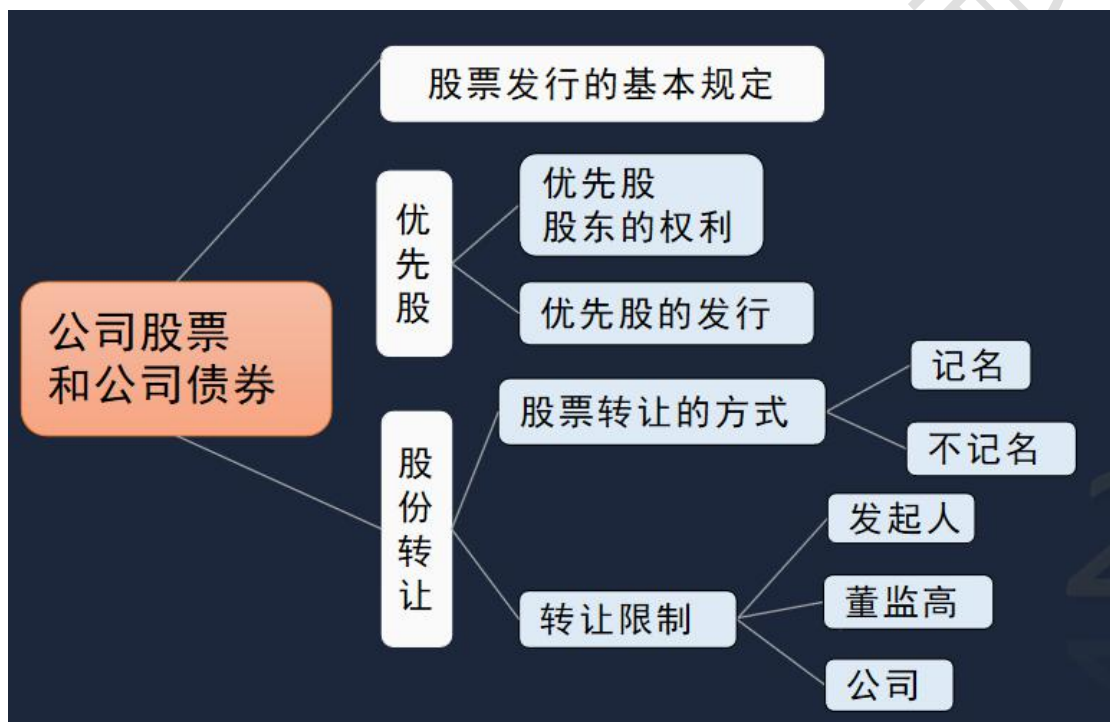 股票发行的基本规定
优先股
优先股
股东的权利
优先股的发行
公司股票
和公司债券
股份转让
股票转让的方式
记名
不记名
转让限制
发起人
董监高
公司